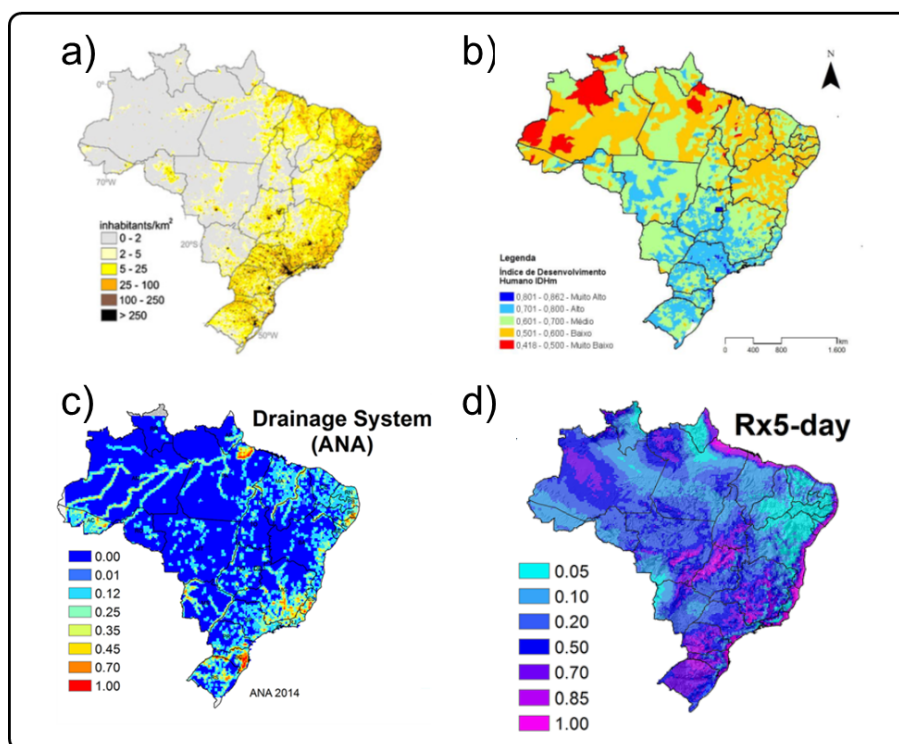 a)
0°
70°W
inhabitants/km²
0 - 2
20°S
2 - 5
5 - 25
25 - 100
100 - 250
> 250
50°W
b)
N
Legenda
Índice de Desenvolvimento
Humano IDHm
0,801 - 0,862 - Muito Alto
0,701 - 0,800 - Alto
0,601 - 0,700 - Médio
0,501 - 0,600 - Baixo
0,418 - 0,500 - Muito Baixo
km
0 400 800 1.600
c)
Drainage System
(ANA)
0.00
0.01
0.12
0.25
0.35
0.45
0.70
1.00
ANA 2014
d)
Rx5-day
0.05
0.10
0.20
0.50
0.70
0.85
1.00